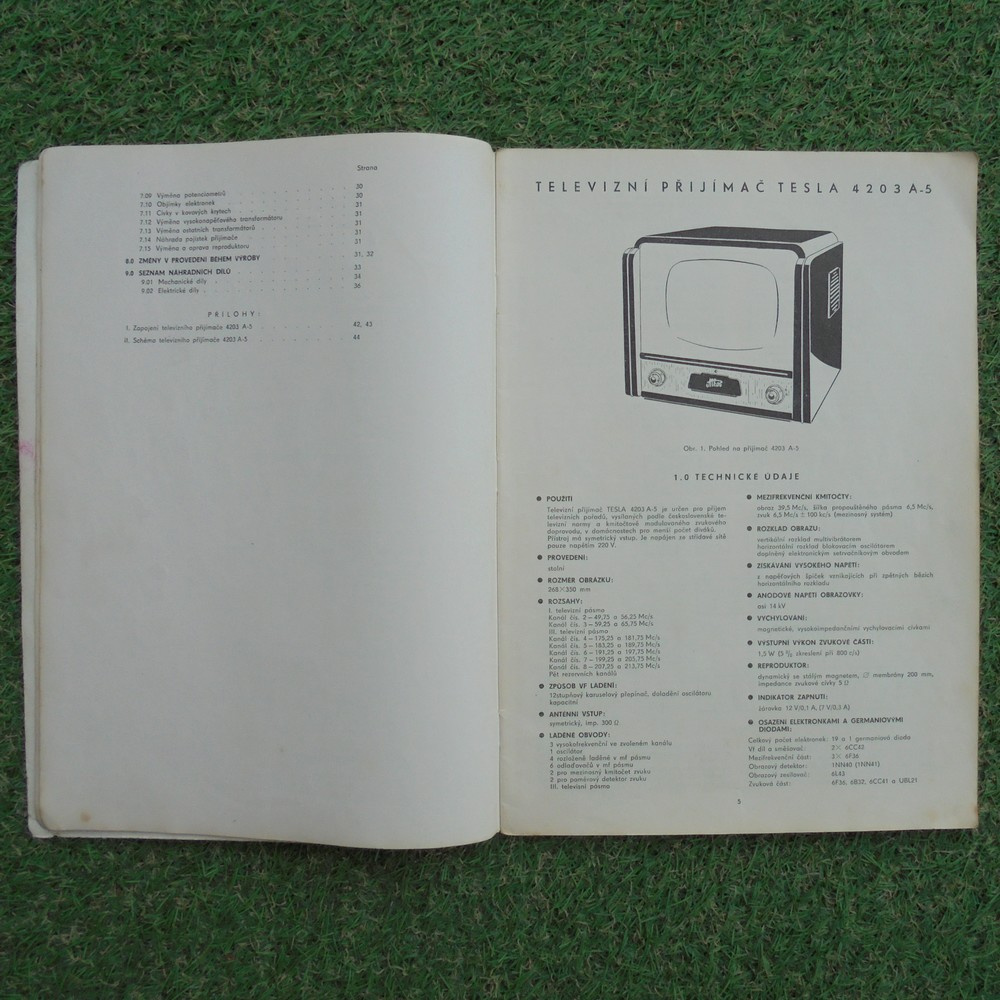 Strana
7.09 Výměna potenciometrů 30
7.10 Objímky elektronek 30
7.11 Cívky v kovových krytech 31
7.12 Výměna vysokonapěťového transformátoru 31
7.13 Výměna ostatních transformátorů 31
7.14 Náhrada pojistek přijímače 31
7.15 Výměna a oprava reproduktoru 31
8.0 ZMĚNY V PROVEDENÍ BĚHEM VÝROBY 31, 32
9.0 SEZNAM NÁHRADNÍCH DÍLŮ 33
9.01 Mechanické díly 34
9.02 Elektrické díly 36
PŘÍLOHY:
I. Zapojení televizního přijímače 4203 A-5 42, 43
II. Schéma televizního přijímače 4203 A-5 44
TELEVIZNÍ PŘIJÍMAČ TESLA 4203 A-5
Obr. 1. Pohled na přijímač 4203 A-5
1.0 TECHNICKÉ ÚDAJE
POUŽITÍ
Televizní přijímač TESLA 4203 A-5 je určen pro příjem
televizních pořadů, vysílaných podle československé te-
levizní normy a kmitočtově modulovaného zvukového
doprovodu, v domácnostech pro menší počet diváků.
Přístroj má symetrický vstup. Je napájen ze střídavé sítě
pouze napětím 220 V.
PROVEDENÍ:
stolní
ROZMĚR OBRÁZKU:
268×350 mm
ROZSAHY:
I. televizní pásmo
Kanál čís. 2 — 49,75 a 56,25 Mc/s
Kanál čís. 3 — 59,25 a 65,75 Mc/s
III. televizní pásmo
Kanál čís. 4 — 175,25 a 181,75 Mc/s
Kanál čís. 5 — 183,25 a 189,75 Mc/s
Kanál čís. 6 — 191,25 a 197,75 Mc/s
Kanál čís. 7 — 199,25 a 205,75 Mc/s
Kanál čís. 8 — 207,25 a 213,75 Mc/s
Pět rezervních kanálů
ZPŮSOB VF LADĚNÍ:
12stupňový karuselový přepínač, doladění oscilátoru
kapacitní
ANTENNÍ VSTUP:
symetrický, imp. 300 Ω
LADĚNÉ OBVODY:
3 vysokofrekvenční ve zvoleném kanálu
1 oscilátor
4 rozloženě laděné v mf pásmu
6 odlaďovačů v mf pásmu
2 pro mezinosný kmitočet zvuku
2 pro poměrový detektor zvuku
III. televizní pásmo
MEZIFREKVENČNÍ KMITOČTY:
obraz 39,5 Mc/s, šířka propouštěného pásma 6,5 Mc/s,
zvuk 6,5 Mc/s ± 100 kc/s (mezinosný systém)
ROZKLAD OBRAZU:
vertikální rozklad multivibrátorem
horizontální rozklad blokovacím oscilátorem
doplněný elektronickým setrvačníkovým obvodem
ZÍSKÁVÁNÍ VYSOKÉHO NAPĚTÍ:
z napěťových špiček vznikajících při zpětných bězích
horizontálního rozkladu
ANODOVÉ NAPĚTÍ OBRAZOVKY:
asi 14 kV
VYCHYLOVÁNÍ:
magnetické, vysokoimpedančními vychylovacími cívkami
VÝSTUPNÍ VÝKON ZVUKOVÉ ČÁSTI:
1,5 W (5 % zkreslení při 800 c/s)
REPRODUKTOR:
dynamický se stálým magnetem, ∅ membrány 200 mm,
impedance zvukové cívky 5 Ω
INDIKÁTOR ZAPNUTÍ:
žárovka 12 V/0,1 A, [7 V/0,3 A]
OSAZENÍ ELEKTRONKAMI A GERMANIOVÝMI
DIODAMI:
Celkový počet elektronek: 19 a 1 germaniová dioda
Vf díl a směšovač: 2× 6CC42
Mezifrekvenční část: 3× 6F36
Obrazový detektor: 1NN40 (1NN41)
Obrazový zesilovač: 6L43
Zvuková část: 6F36, 6B32, 6CC41 a UBL21
5